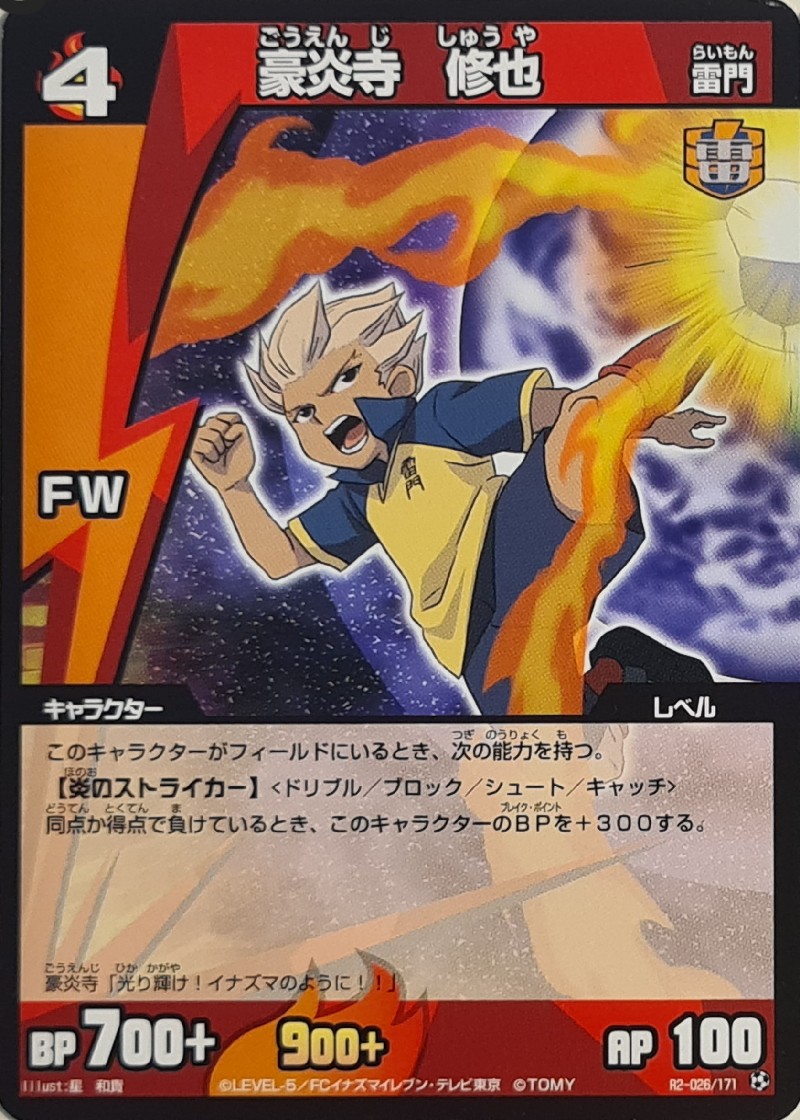 4
ごうえんじ しゅうや
豪炎寺 修也
らいもん
雷門
雷
雷門
FW
キャラクター
レベル
つぎ のうりょく も
このキャラクターがフィールドにいるとき、次の能力を持つ。
ほのお
【炎のストライカー】<ドリブル/ブロック/シュート/キャッチ>
どうてん とくてん ま ブレイク・ポイント
同点か得点で負けているとき、このキャラクターのBPを+300する。
ごうえんじ ひか かがや
豪炎寺「光り輝け!イナズマのように!!」
BP 700+ 900+ AP 100
Illust:星 和貴 ©LEVEL-5/FCイナズマイレブン・テレビ東京 ©TOMY R2-026/171